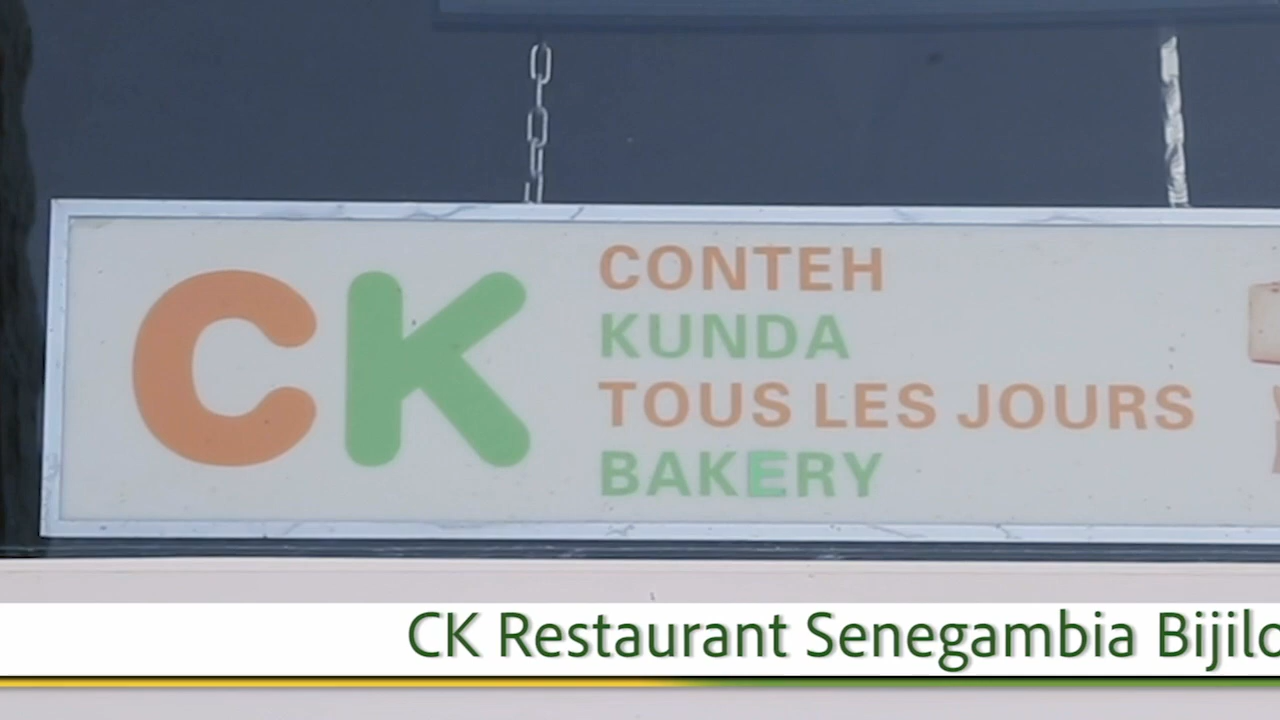 CK
CONTEH
KUNDA
TOUS LES JOURS
BAKERY
CK Restaurant Senegambia Bijilo